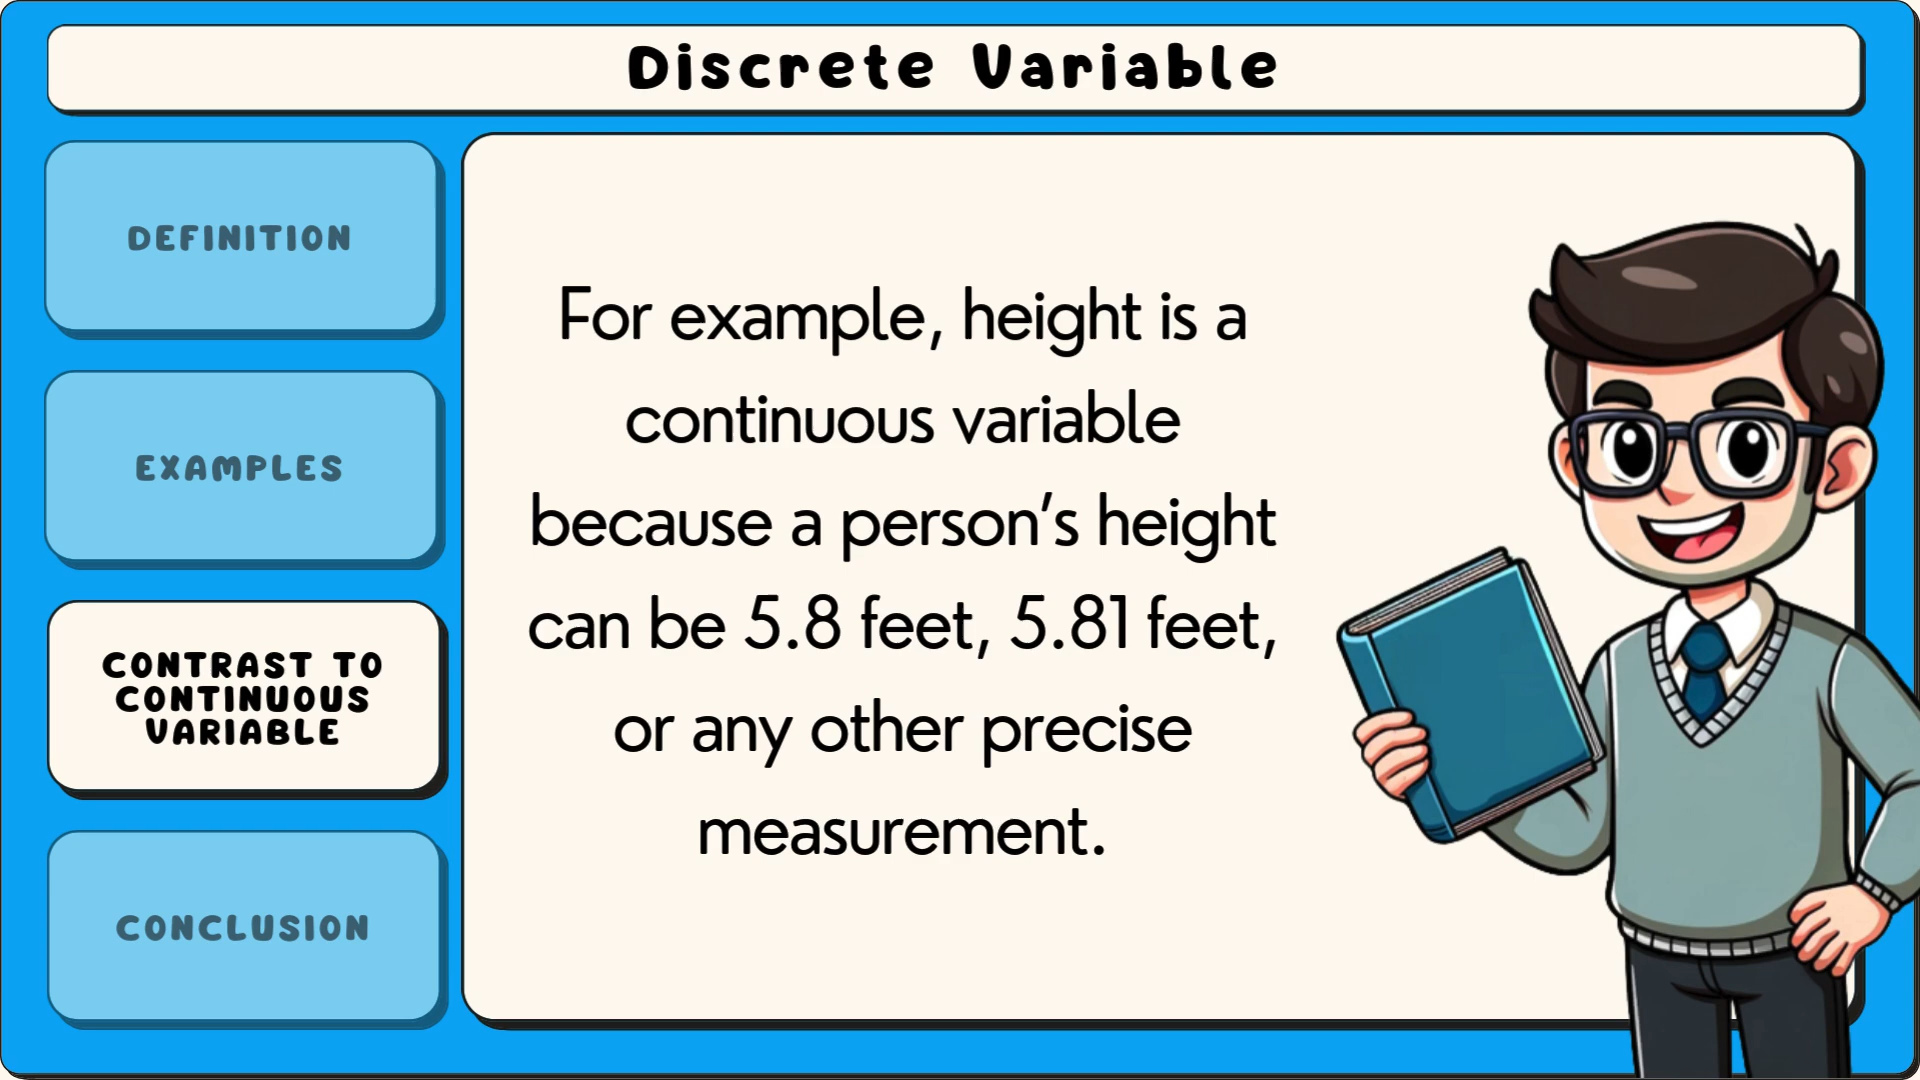 Discrete Variable
DEFINITION
EXAMPLES
CONTRAST TO
CONTINUOUS
VARIABLE
CONCLUSION
For example, height is a
continuous variable
because a person's height
can be 5.8 feet, 5.81 feet,
or any other precise
measurement.